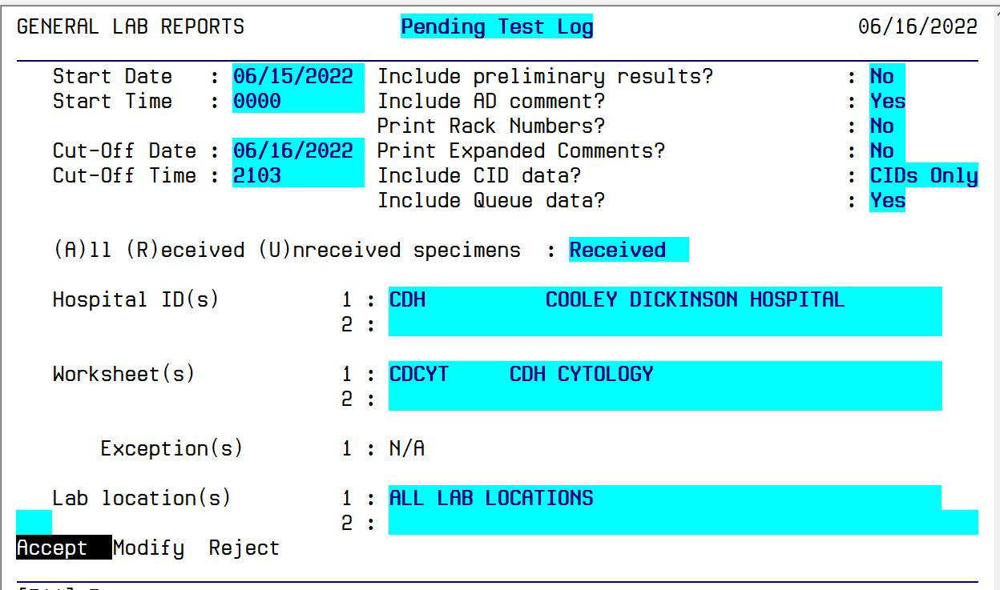 GENERAL LAB REPORTS Pending Test Log 06/16/2022
Start Date : 06/15/2022 Include preliminary results? : No
Start Time : 0000 Include AD comment? : Yes
Print Rack Numbers? : No
Cut-Off Date : 06/16/2022 Print Expanded Comments? : No
Cut-Off Time : 2103 Include CID data? : CIDs Only
Include Queue data? : Yes
(A)ll (R)eceived (U)nreceived specimens : Received
Hospital ID(s) 1 : CDH COOLEY DICKINSON HOSPITAL
2 :
Worksheet(s) 1 : CDCYT CDH CYTOLOGY
2 :
Exception(s) 1 : N/A
Lab location(s) 1 : ALL LAB LOCATIONS
2 :
Accept Modify Reject